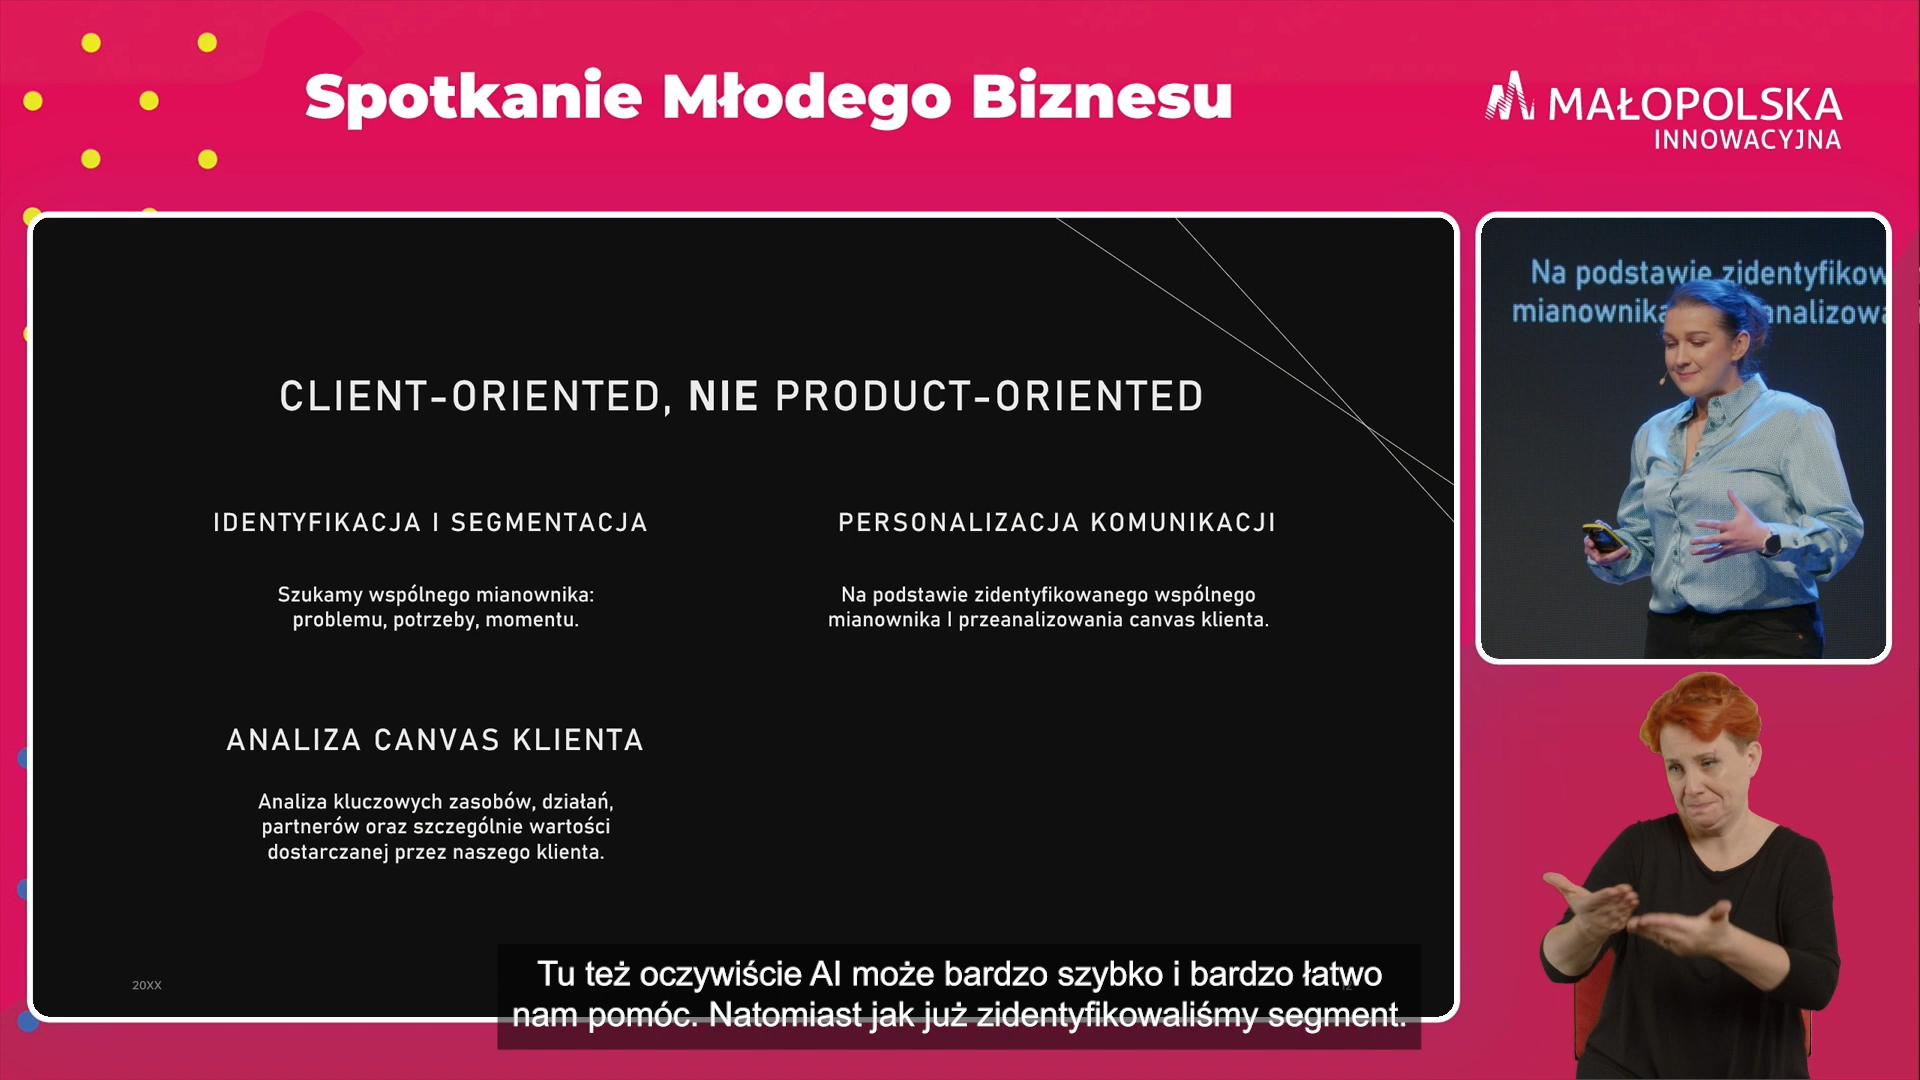 Spotkanie Młodego Biznesu
MAŁOPOLSKA
INNOWACYJNA
CLIENT-ORIENTED, NIE PRODUCT-ORIENTED
IDENTYFIKACJA I SEGMENTACJA
Szukamy wspólnego mianownika:
problemu, potrzeby, momentu.
PERSONALIZACJA KOMUNIKACJI
Na podstawie zidentyfikowanego wspólnego
mianownika I przeanalizowania canvas klienta.
ANALIZA CANVAS KLIENTA
Analiza kluczowych zasobów, działań,
partnerów oraz szczególnie wartości
dostarczanej przez naszego klienta.
20XX
12
Na podstawie zidentyfikow
mianownika analizowa
Tu też oczywiście AI może bardzo szybko i bardzo łatwo
nam pomóc. Natomiast jak już zidentyfikowaliśmy segment.